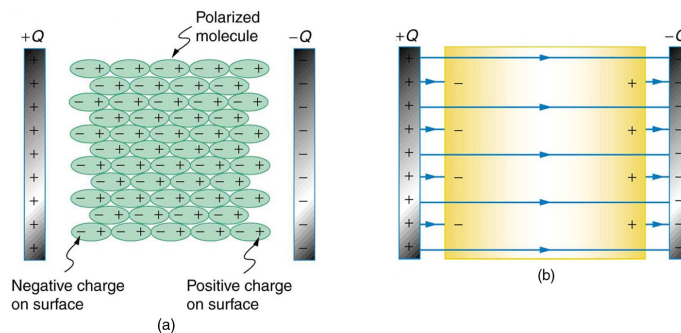 Polarized
molecule
+Q
−Q
+ − + − + − + − + − + −
+ − + − + − + − + −
+ − + − + − + − + − + −
+ − + − + − + − + −
+ − + − + − + − + − + −
+ − + − + − + − + −
+ − + − + − + − + − + −
+ − + − + − + − + −
Negative charge
on surface
Positive charge
on surface
(a)
(b)
+Q
−Q
+ −
− +
+ −
− +
+ −
− +
+ −
− +
+ −